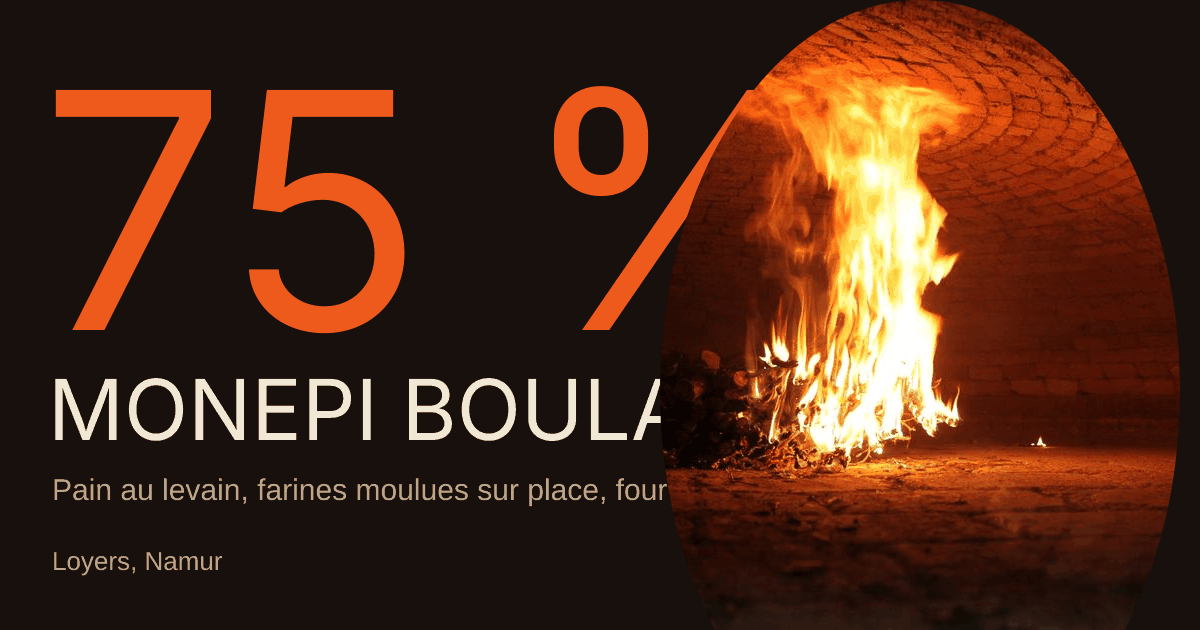 75 %
MONEPI BOULA
Pain au levain, farines moulues sur place, four
Loyers, Namur